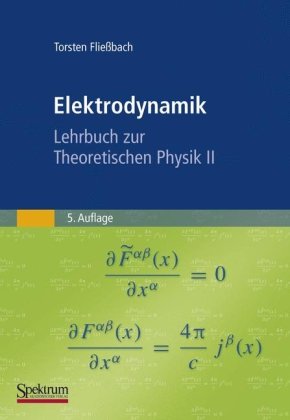 Torsten Fließbach
Elektrodynamik
Lehrbuch zur
Theoretischen Physik II
5. Auflage
∂F̃^{αβ}(x) / ∂x^α = 0
∂F^{αβ}(x) / ∂x^α = 4π / c j^β(x)
Spektrum
AKADEMISCHER VERLAG